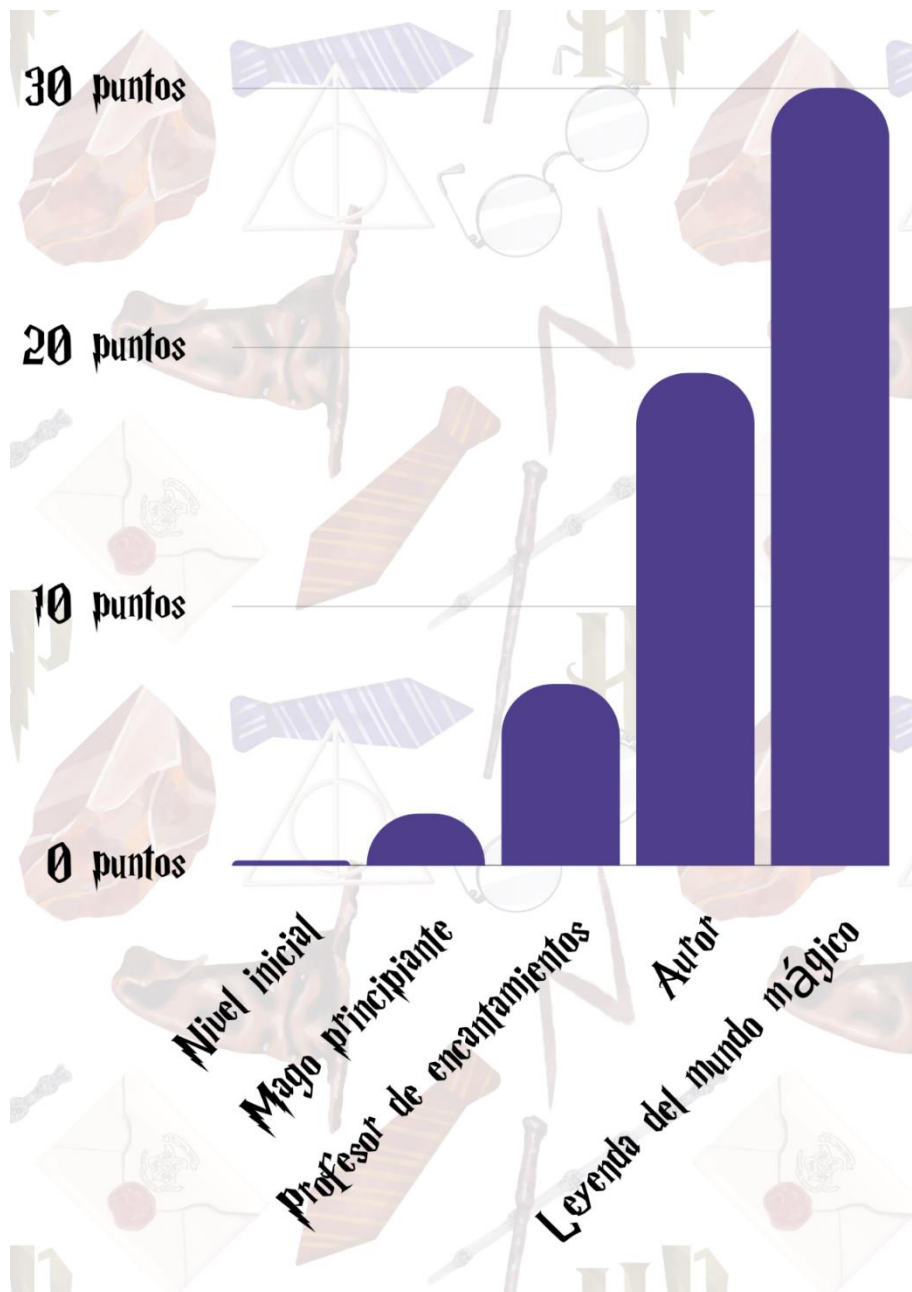 30 puntos
20 puntos
10 puntos
0 puntos
Nivel inicial
Mago principiante
Profesor de encantamientos
Auror
Leyenda del mundo mágico